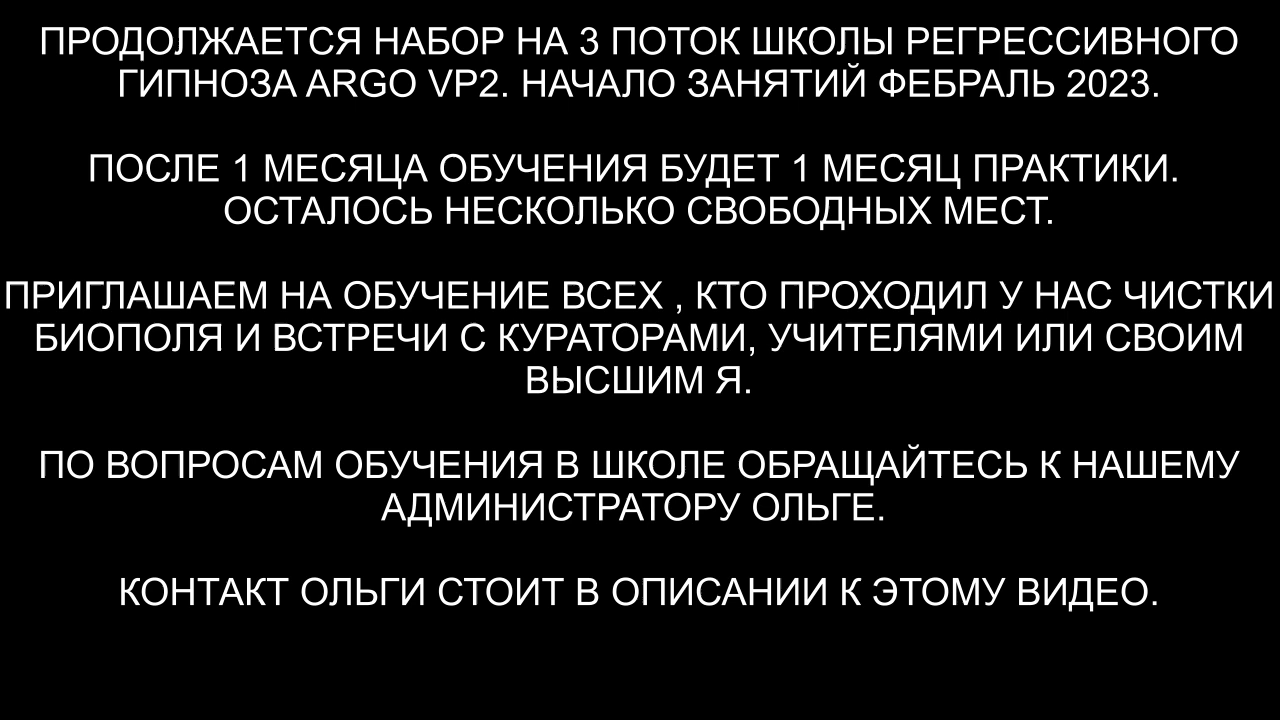 ПРОДОЛЖАЕТСЯ НАБОР НА 3 ПОТОК ШКОЛЫ РЕГРЕССИВНОГО
ГИПНОЗА ARGO VP2. НАЧАЛО ЗАНЯТИЙ ФЕБРАЛЬ 2023.
ПОСЛЕ 1 МЕСЯЦА ОБУЧЕНИЯ БУДЕТ 1 МЕСЯЦ ПРАКТИКИ.
ОСТАЛОСЬ НЕСКОЛЬКО СВОБОДНЫХ МЕСТ.
ПРИГЛАШАЕМ НА ОБУЧЕНИЕ ВСЕХ , КТО ПРОХОДИЛ У НАС ЧИСТКИ
БИОПОЛЯ И ВСТРЕЧИ С КУРАТОРАМИ, УЧИТЕЛЯМИ ИЛИ СВОИМ
ВЫСШИМ Я.
ПО ВОПРОСАМ ОБУЧЕНИЯ В ШКОЛЕ ОБРАЩАЙТЕСЬ К НАШЕМУ
АДМИНИСТРАТОРУ ОЛЬГЕ.
КОНТАКТ ОЛЬГИ СТОИТ В ОПИСАНИИ К ЭТОМУ ВИДЕО.